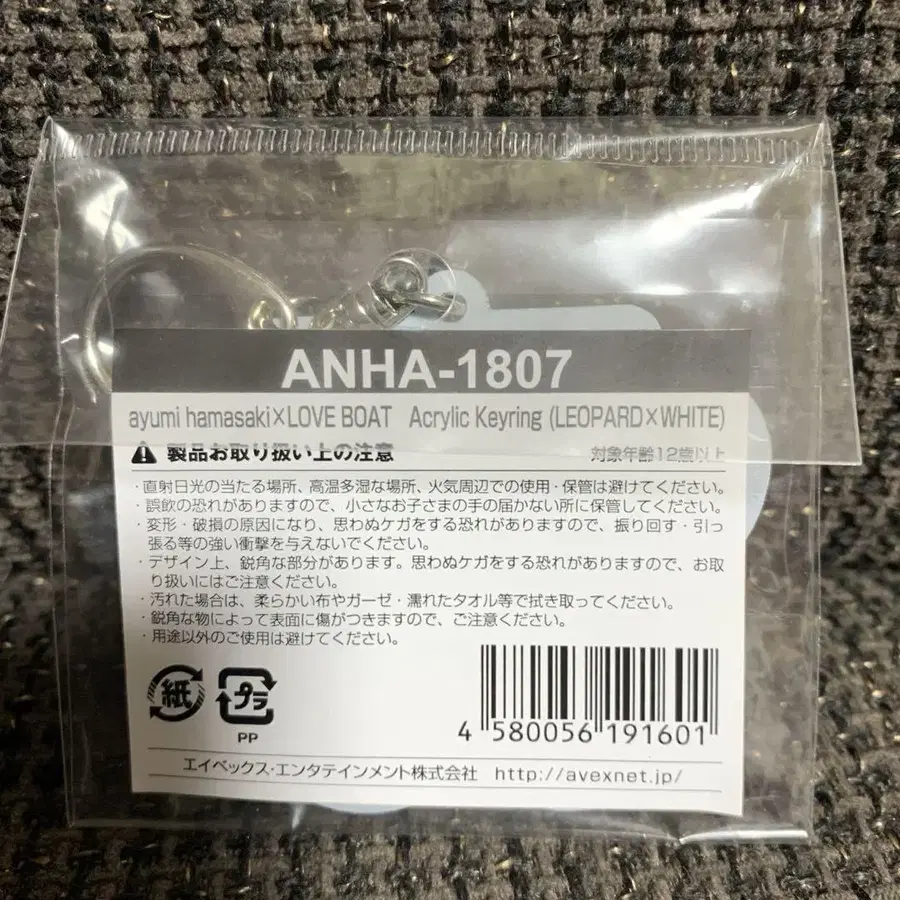 ANHA-1807
ayumi hamasaki×LOVE BOAT Acrylic Keyring (LEOPARD×WHITE)
製品お取り扱い上の注意 対象年齢12歳以上
・直射日光の当たる場所、高温多湿な場所、火気周辺での使用・保管は避けてください。
・誤飲の恐れがありますので、小さなお子さまの手の届かない所に保管してください。
・変形・破損の原因になり、思わぬケガをする恐れがありますので、振り回す・引っ
張る等の強い衝撃を与えないでください。
・デザイン上、鋭角な部分があります。思わぬケガをする恐れがありますので、お取
り扱いにはご注意ください。
・汚れた場合は、柔らかい布やガーゼ・濡れたタオル等で拭き取ってください。
・鋭角な物によって表面に傷がつきますので、ご注意ください。
・用途以外のご使用は避けてください。
紙 プラ
PP
4 580056 191601
エイベックス・エンタテインメント株式会社 http://avexnet.jp/